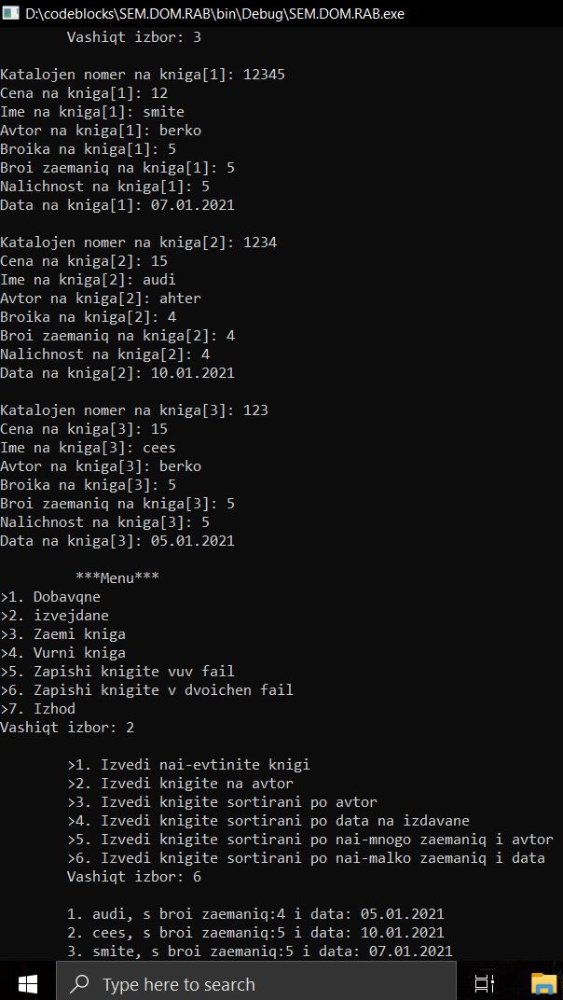 D:\codeblocks\SEM.DOM.RAB\bin\Debug\SEM.DOM.RAB.exe
Vashiqt izbor: 3
Katalojen nomer na kniga[1]: 12345
Cena na kniga[1]: 12
Ime na kniga[1]: smite
Avtor na kniga[1]: berko
Broika na kniga[1]: 5
Broi zaemaniq na kniga[1]: 5
Nalichnost na kniga[1]: 5
Data na kniga[1]: 07.01.2021
Katalojen nomer na kniga[2]: 1234
Cena na kniga[2]: 15
Ime na kniga[2]: audi
Avtor na kniga[2]: ahter
Broika na kniga[2]: 4
Broi zaemaniq na kniga[2]: 4
Nalichnost na kniga[2]: 4
Data na kniga[2]: 10.01.2021
Katalojen nomer na kniga[3]: 123
Cena na kniga[3]: 15
Ime na kniga[3]: cees
Avtor na kniga[3]: berko
Broika na kniga[3]: 5
Broi zaemaniq na kniga[3]: 5
Nalichnost na kniga[3]: 5
Data na kniga[3]: 05.01.2021
***Menu***
>1. Dobavqne
>2. izvejdane
>3. Zaemi kniga
>4. Vurni kniga
>5. Zapishi knigite vuv fail
>6. Zapishi knigite v dvoichen fail
>7. Izhod
Vashiqt izbor: 2
>1. Izvedi nai-evtinite knigi
>2. Izvedi knigite na avtor
>3. Izvedi knigite sortirani po avtor
>4. Izvedi knigite sortirani po data na izdavane
>5. Izvedi knigite sortirani po nai-mnogo zaemaniq i avtor
>6. Izvedi knigite sortirani po nai-malko zaemaniq i data
Vashiqt izbor: 6
1. audi, s broi zaemaniq:4 i data: 05.01.2021
2. cees, s broi zaemaniq:5 i data: 10.01.2021
3. smite, s broi zaemaniq:5 i data: 07.01.2021
Type here to search